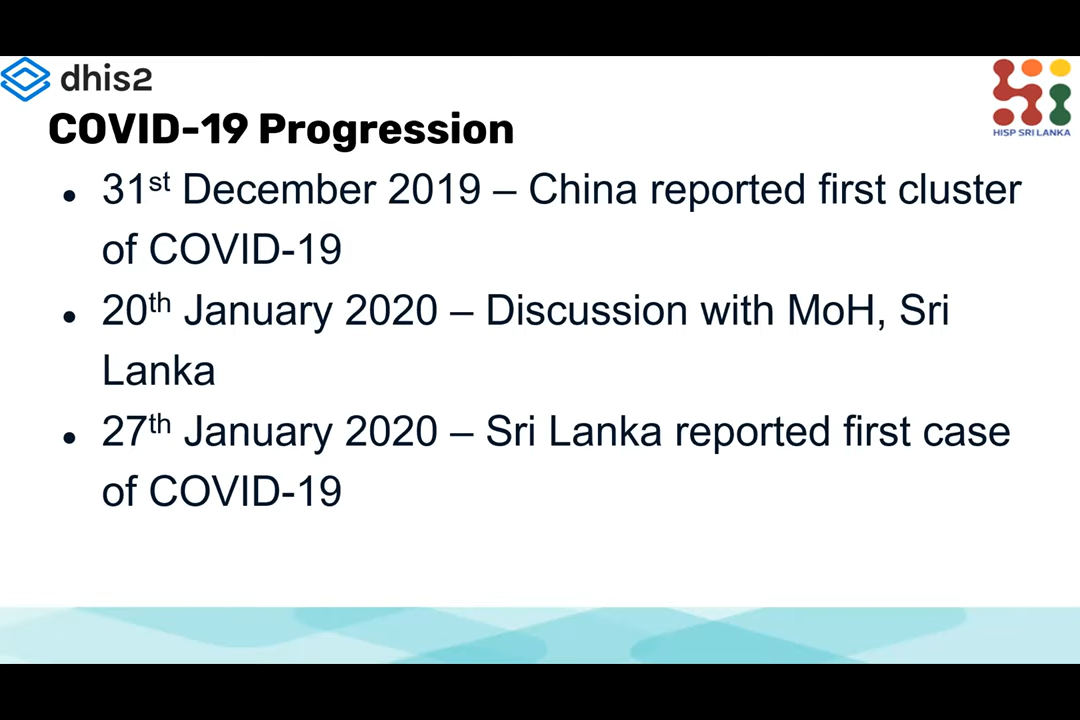 dhis2
HISP SRI LANKA
COVID-19 Progression
• 31st December 2019 – China reported first cluster
of COVID-19
• 20th January 2020 – Discussion with MoH, Sri
Lanka
• 27th January 2020 – Sri Lanka reported first case
of COVID-19